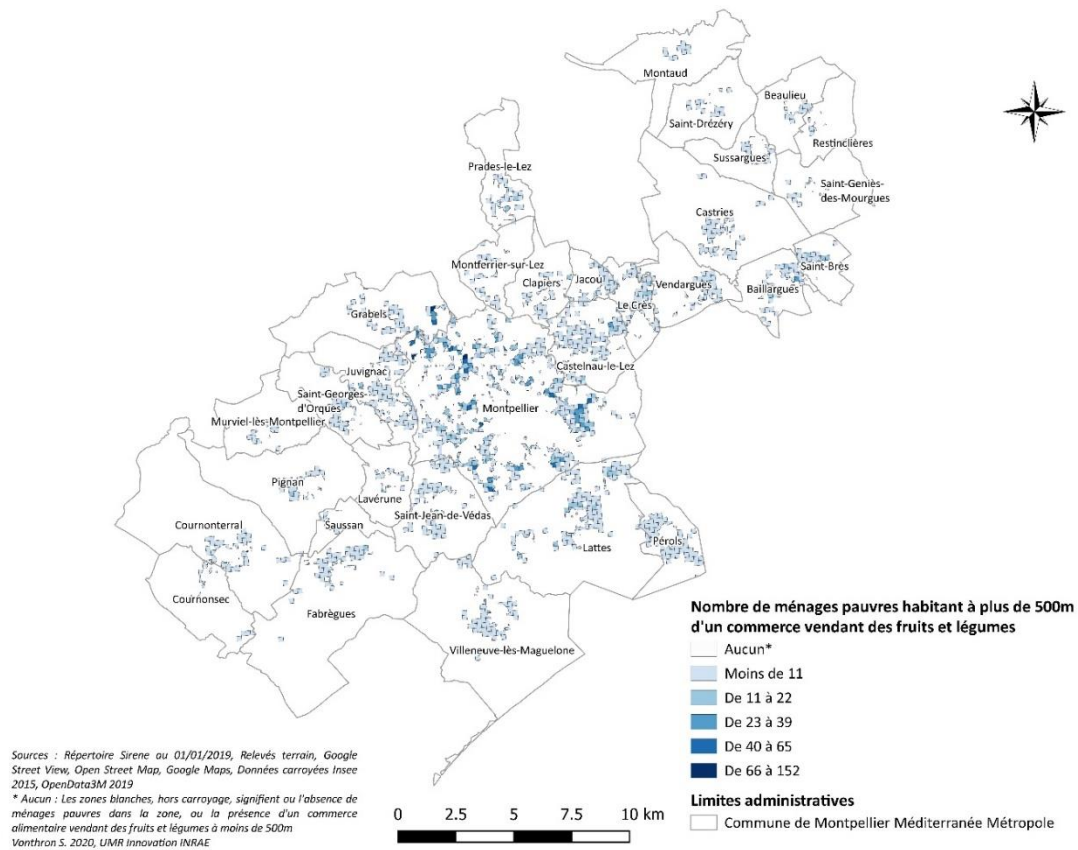 Montaud
Beaulieu
Saint-Drézéry
Restinclières
Sussargues
Prades-le-Lez
Saint-Geniès-
des-Mourgues
Castries
Montferrier-sur-Lez
Saint-Brès
Clapiers
Jacou
Vendargues
Baillargues
Le Crès
Grabels
Castelnau-le-Lez
Juvignac
Saint-Georges
d'Orques
Montpellier
Murviel-lès-Montpellier
Pignan
Lavérune
Saint-Jean-de-Védas
Cournonterral
Saussan
Lattes
Pérols
Cournonsec
Fabrègues
Villeneuve-lès-Maguelone
Nombre de ménages pauvres habitant à plus de 500m
d'un commerce vendant des fruits et légumes
Aucun*
Moins de 11
De 11 à 22
De 23 à 39
De 40 à 65
De 66 à 152
Limites administratives
Commune de Montpellier Méditerranée Métropole
Sources : Répertoire Sirene au 01/01/2019, Relevés terrain, Google
Street View, Open Street Map, Google Maps, Données carroyées Insee
2015, OpenData3M 2019
* Aucun : Les zones blanches, hors carroyage, signifient ou l'absence de
ménages pauvres dans la zone, ou la présence d'un commerce
alimentaire vendant des fruits et légumes à moins de 500m
Vonthron S. 2020, UMR Innovation INRAE
0 2.5 5 7.5 10 km